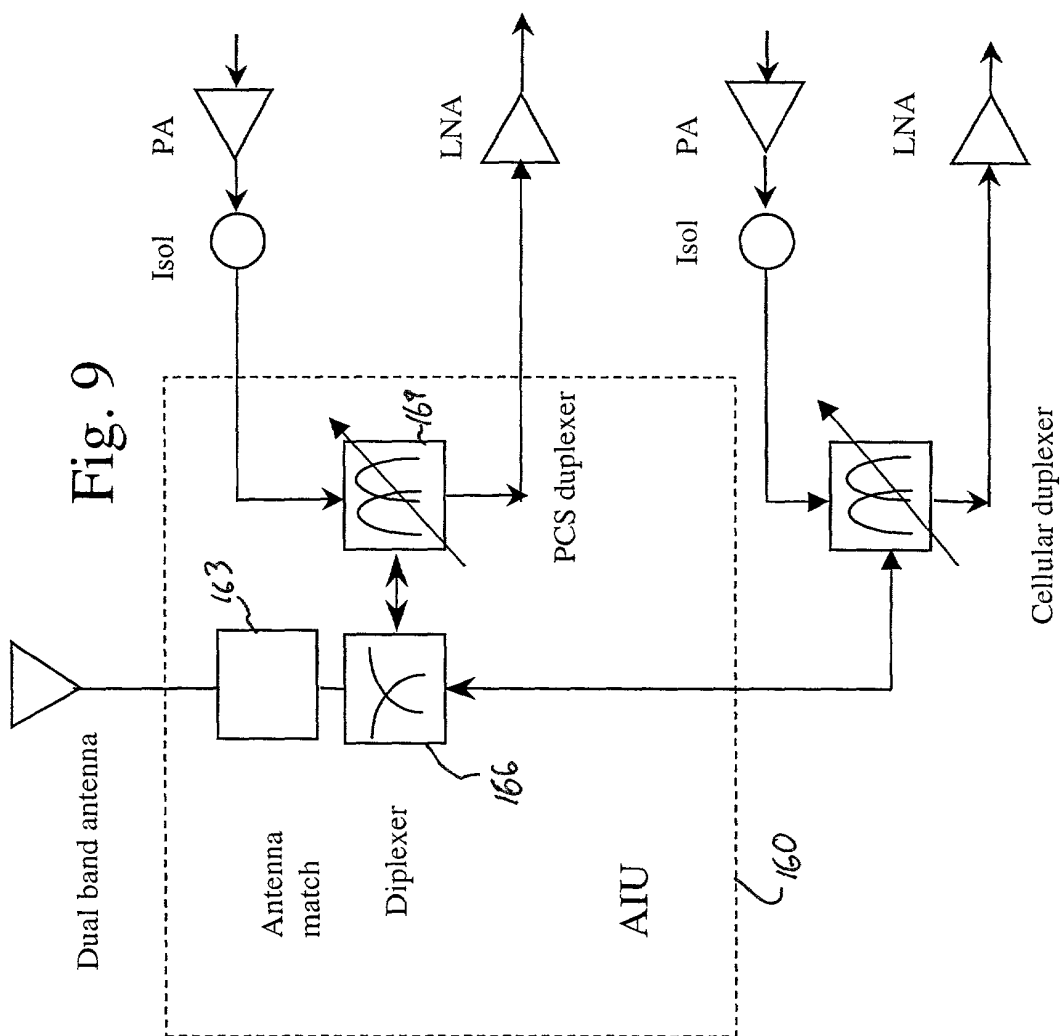 Fig. 9
Dual band antenna
Isol
PA
163
Antenna
match
Diplexer
169
LNA
166
PCS duplexer
AIU
Isol
PA
160
LNA
Cellular duplexer